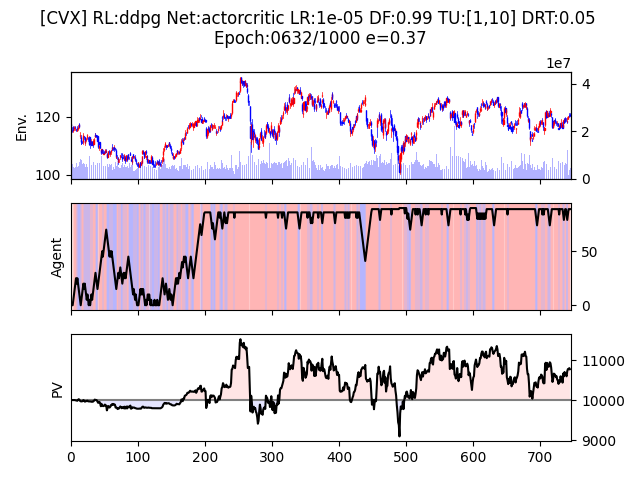 [CVX] RL:ddpg Net:actorcritic LR:1e-05 DF:0.99 TU:[1,10] DRT:0.05
Epoch:0632/1000 e=0.37
1e7
Env.
120
100
4
2
0
Agent
50
0
PV
11000
10000
9000
0 100 200 300 400 500 600 700